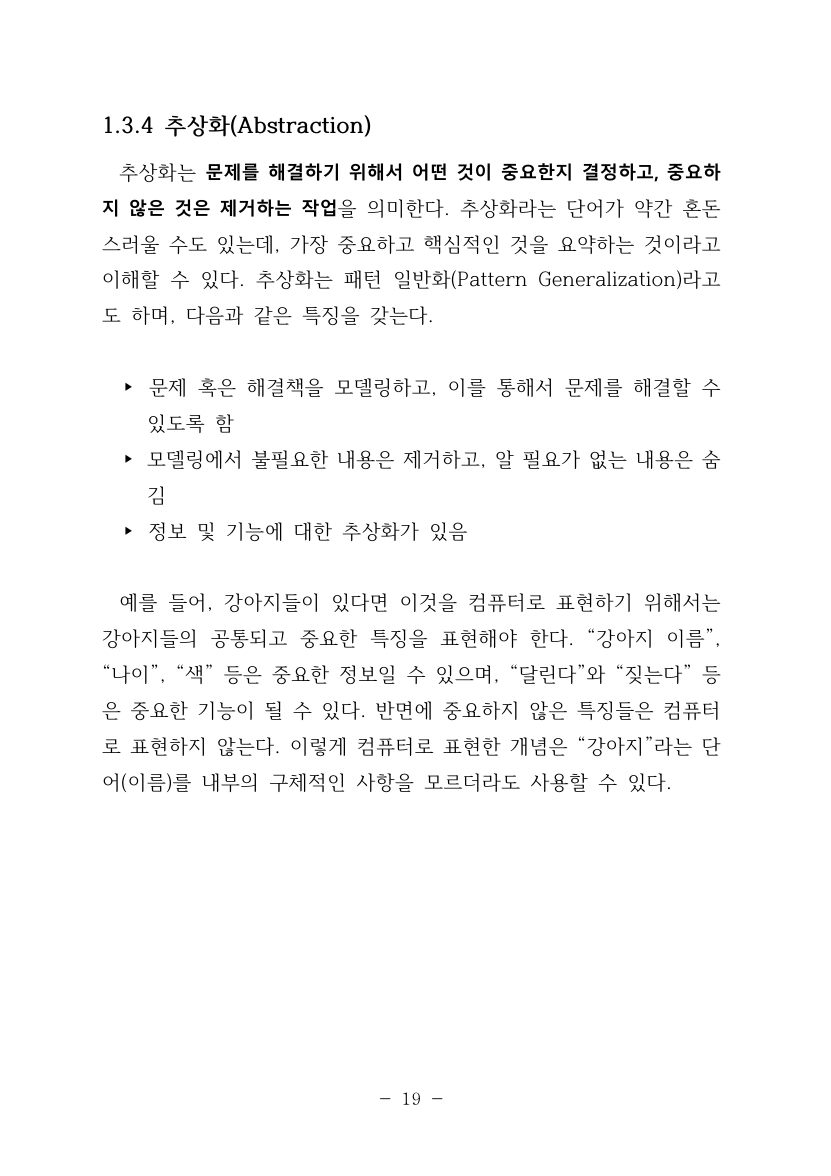 1.3.4 추상화(Abstraction)
추상화는 문제를 해결하기 위해서 어떤 것이 중요한지 결정하고, 중요하
지 않은 것은 제거하는 작업을 의미한다. 추상화라는 단어가 약간 혼돈
스러울 수도 있는데, 가장 중요하고 핵심적인 것을 요약하는 것이라고
이해할 수 있다. 추상화는 패턴 일반화(Pattern Generalization)라고
도 하며, 다음과 같은 특징을 갖는다.
▸ 문제 혹은 해결책을 모델링하고, 이를 통해서 문제를 해결할 수
있도록 함
▸ 모델링에서 불필요한 내용은 제거하고, 알 필요가 없는 내용은 숨
김
▸ 정보 및 기능에 대한 추상화가 있음
예를 들어, 강아지들이 있다면 이것을 컴퓨터로 표현하기 위해서는
강아지들의 공통되고 중요한 특징을 표현해야 한다. “강아지 이름”,
“나이”, “색” 등은 중요한 정보일 수 있으며, “달린다”와 “짖는다” 등
은 중요한 기능이 될 수 있다. 반면에 중요하지 않은 특징들은 컴퓨터
로 표현하지 않는다. 이렇게 컴퓨터로 표현한 개념은 “강아지”라는 단
어(이름)를 내부의 구체적인 사항을 모르더라도 사용할 수 있다.
- 19 -